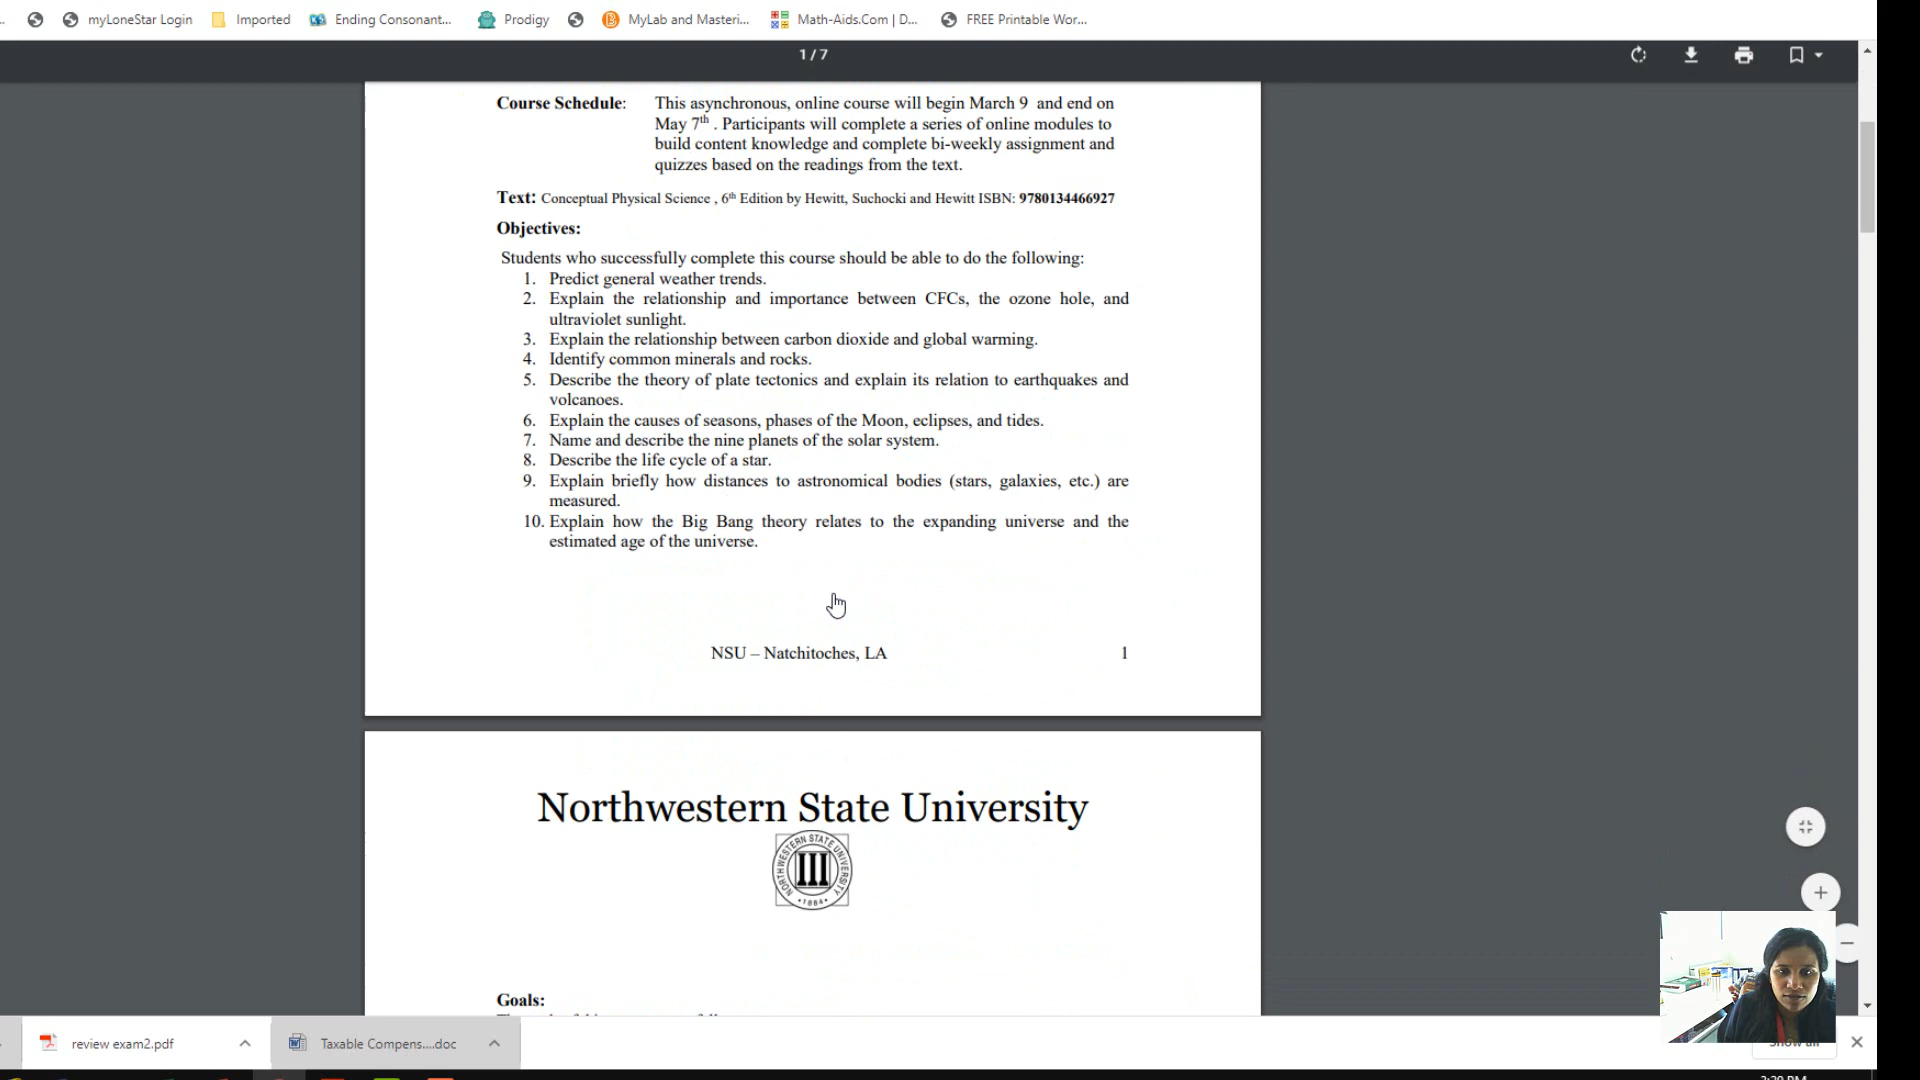 myLoneStar Login Imported Ending Consonant... Prodigy MyLab and Masteri... Math-Aids.Com | D... FREE Printable Wor...
1 / 7
Course Schedule: This asynchronous, online course will begin March 9 and end on
May 7th . Participants will complete a series of online modules to
build content knowledge and complete bi-weekly assignment and
quizzes based on the readings from the text.
Text: Conceptual Physical Science , 6th Edition by Hewitt, Suchocki and Hewitt ISBN: 9780134466927
Objectives:
Students who successfully complete this course should be able to do the following:
1. Predict general weather trends.
2. Explain the relationship and importance between CFCs, the ozone hole, and
ultraviolet sunlight.
3. Explain the relationship between carbon dioxide and global warming.
4. Identify common minerals and rocks.
5. Describe the theory of plate tectonics and explain its relation to earthquakes and
volcanoes.
6. Explain the causes of seasons, phases of the Moon, eclipses, and tides.
7. Name and describe the nine planets of the solar system.
8. Describe the life cycle of a star.
9. Explain briefly how distances to astronomical bodies (stars, galaxies, etc.) are
measured.
10. Explain how the Big Bang theory relates to the expanding universe and the
estimated age of the universe.
NSU – Natchitoches, LA 1
Northwestern State University
NORTHWESTERN STATE UNIVERSITY
• 1884 •
Goals:
review exam2.pdf Taxable Compens....doc Show all